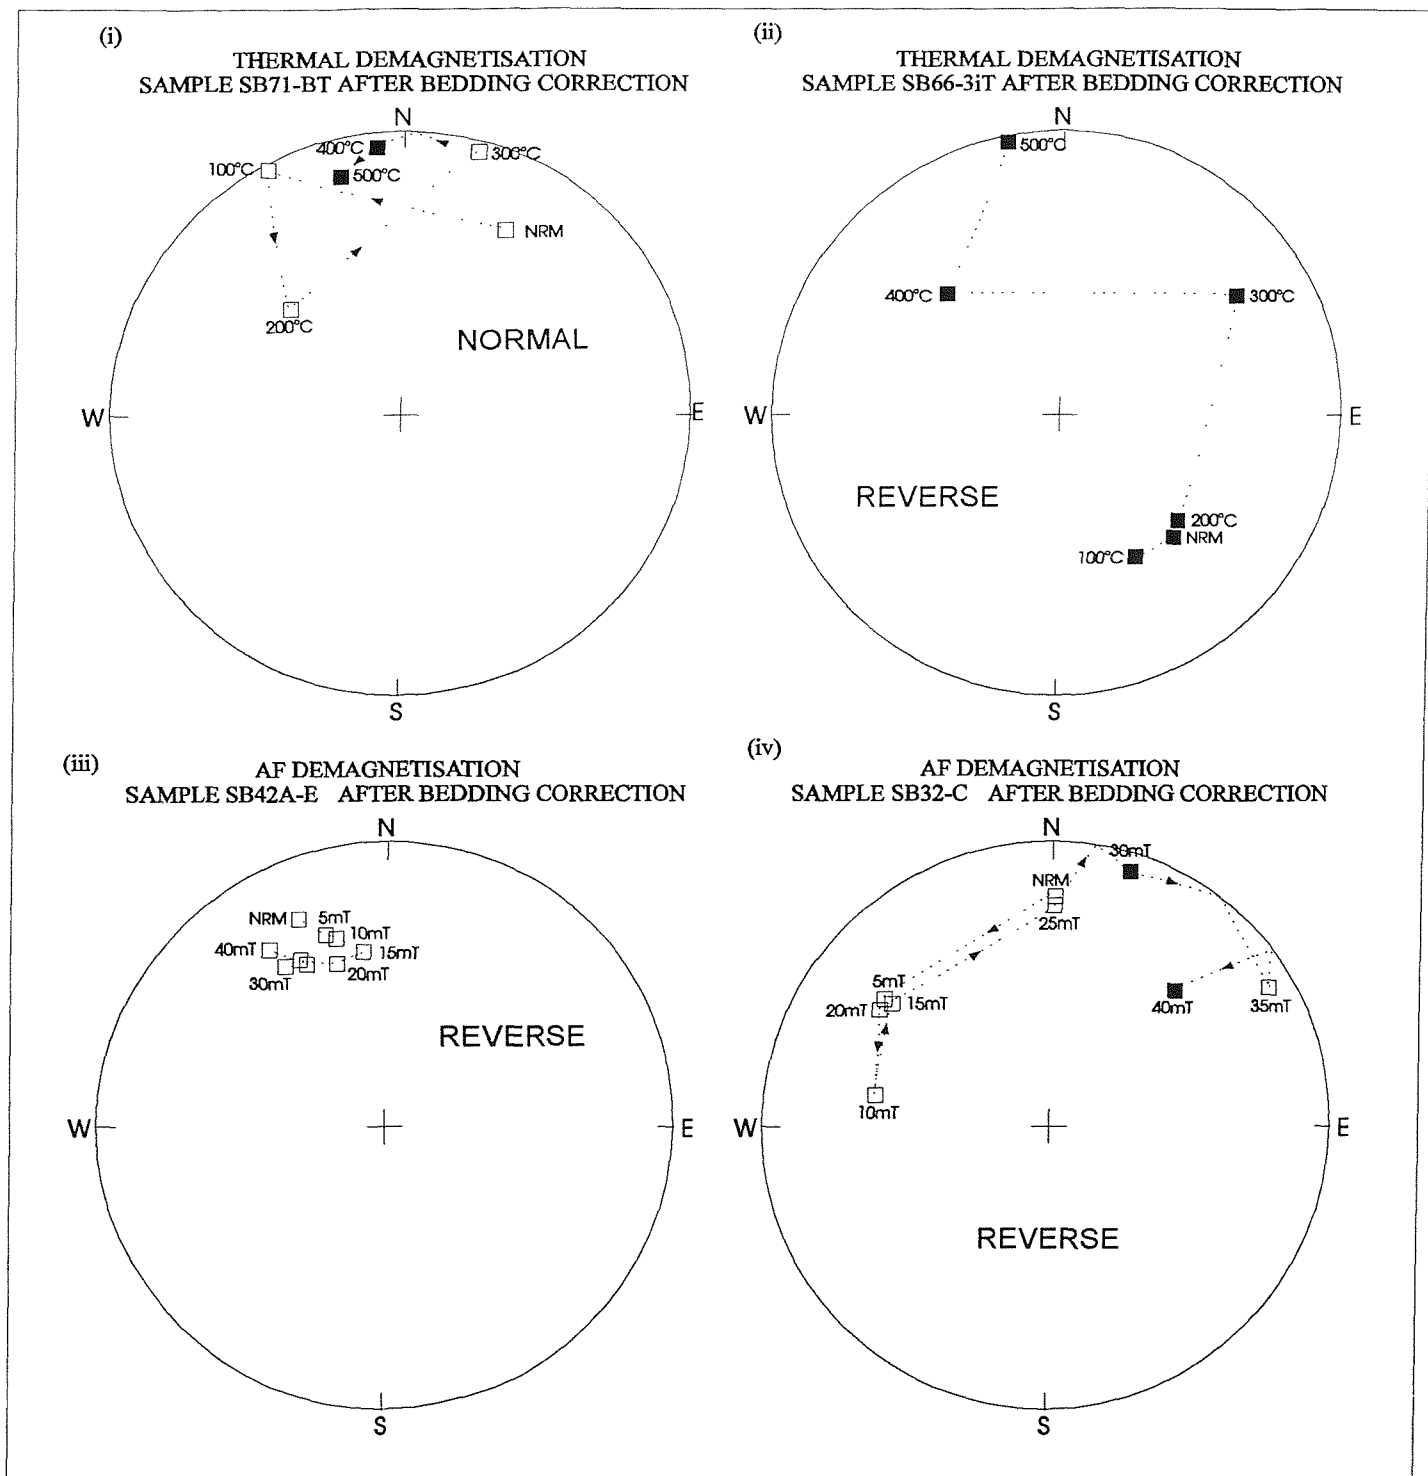 (i)
THERMAL DEMAGNETISATION
SAMPLE SB71-BT AFTER BEDDING CORRECTION
N
400°C
300°C
100°C
500°C
NRM
200°C
NORMAL
W
E
S
(ii)
THERMAL DEMAGNETISATION
SAMPLE SB66-3iT AFTER BEDDING CORRECTION
N
500°C
400°C
300°C
W
E
REVERSE
200°C
NRM
100°C
S
(iii)
AF DEMAGNETISATION
SAMPLE SB42A-E AFTER BEDDING CORRECTION
N
NRM
5mT
10mT
40mT
15mT
30mT
20mT
REVERSE
W
E
S
(iv)
AF DEMAGNETISATION
SAMPLE SB32-C AFTER BEDDING CORRECTION
N
30mT
NRM
25mT
5mT
20mT
15mT
40mT
35mT
10mT
W
E
REVERSE
S